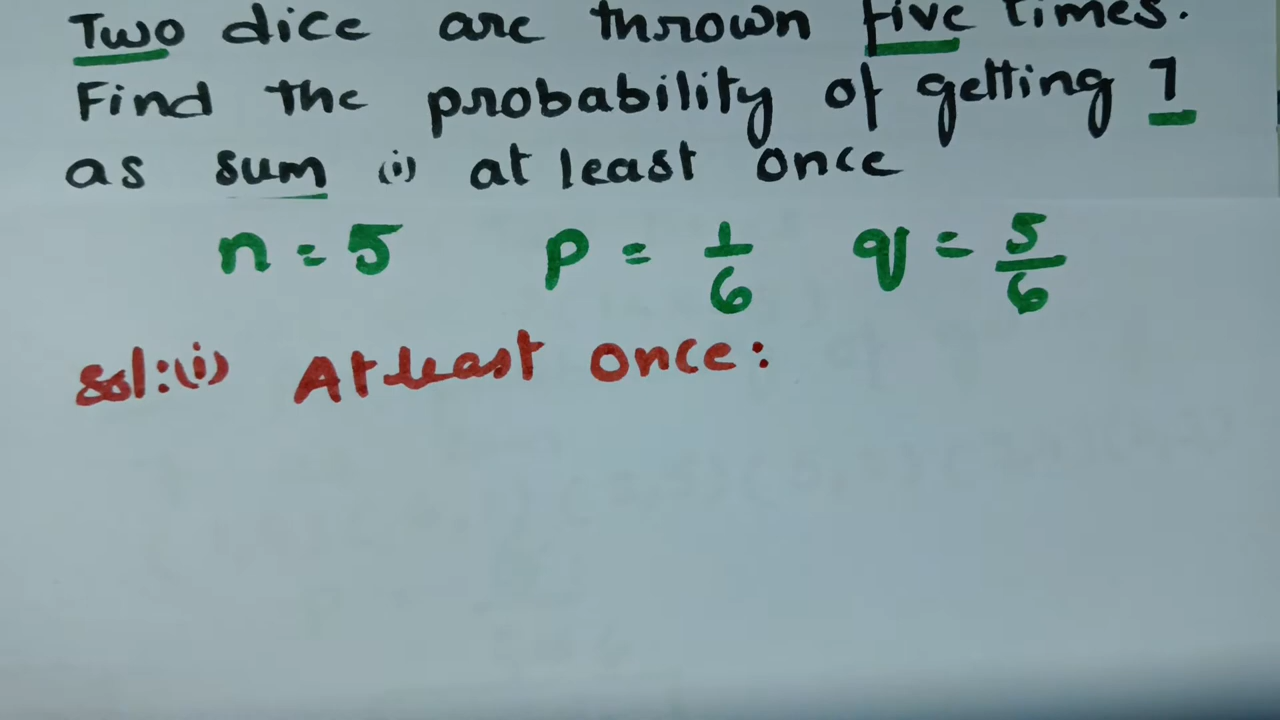 Two dice are thrown five times.
Find the probability of getting 7
as sum (i) at least once
n = 5 p = 1/6 q = 5/6
Sol:(i) Atleast once: